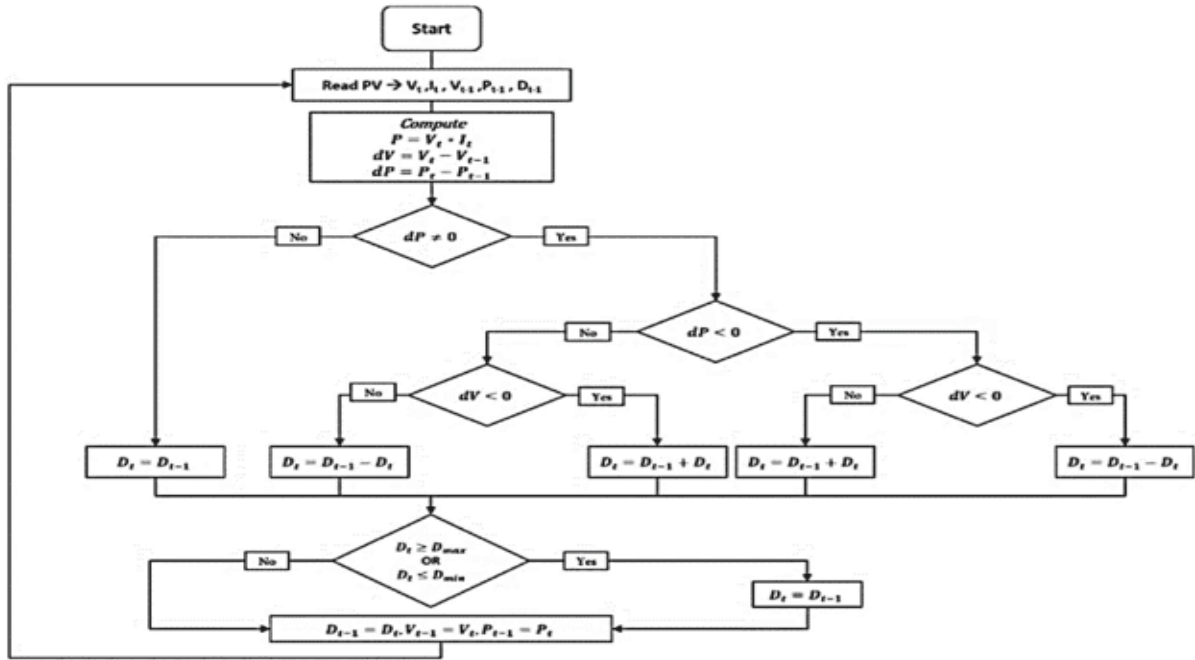 Start
Read PV → Vₜ ,Iₜ , Vₜ₋₁ ,Pₜ₋₁ , Dₜ₋₁
Compute
P = Vₜ * Iₜ
dV = Vₜ − Vₜ₋₁
dP = Pₜ − Pₜ₋₁
No
dP ≠ 0
Yes
No
dP < 0
Yes
No
dV < 0
Yes
No
dV < 0
Yes
Dₜ = Dₜ₋₁
Dₜ = Dₜ₋₁ − Dₜ
Dₜ = Dₜ₋₁ + Dₜ
Dₜ = Dₜ₋₁ + Dₜ
Dₜ = Dₜ₋₁ − Dₜ
No
Dₜ ≥ Dmax
OR
Dₜ ≤ Dmin
Yes
Dₜ = Dₜ₋₁
Dₜ₋₁ = Dₜ.Vₜ₋₁ = Vₜ.Pₜ₋₁ = Pₜ